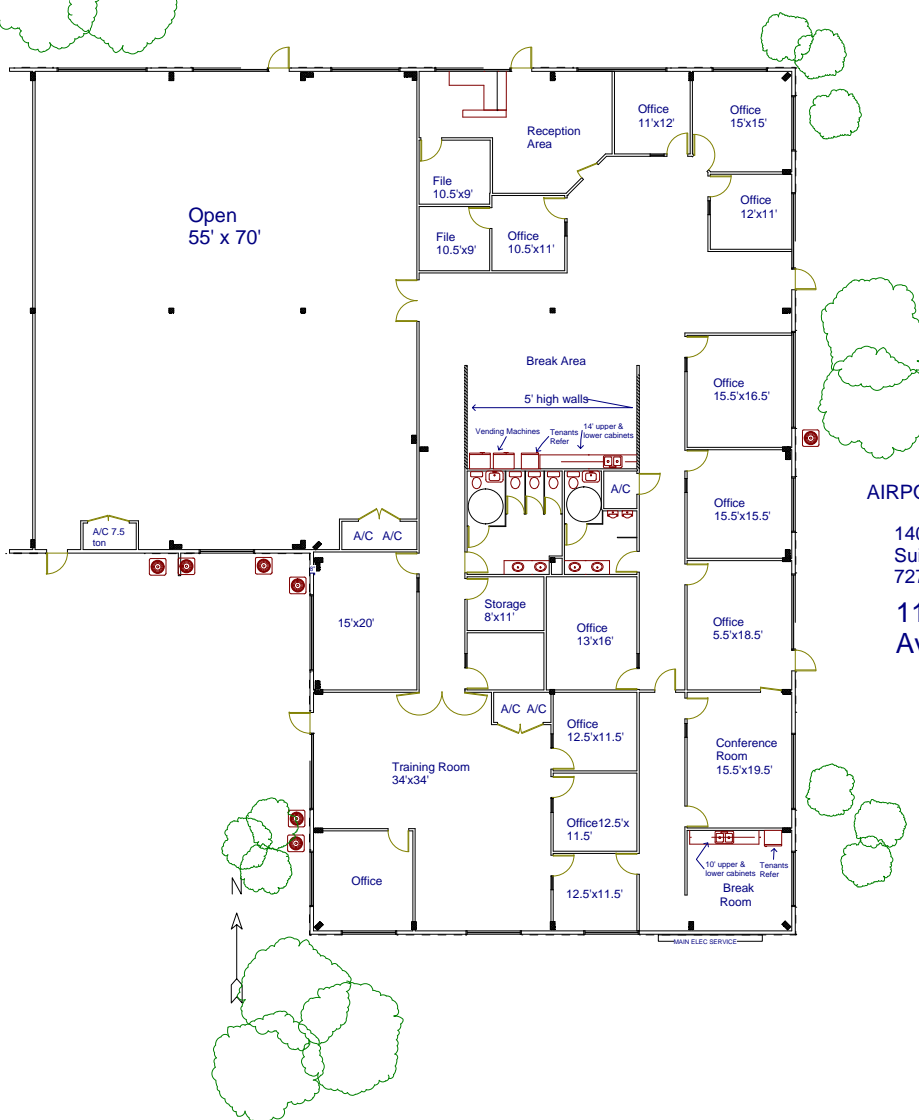 Office
11'x12'
Office
15'x15'
Reception
Area
File
10.5'x9'
Office
12'x11'
Open
55' x 70'
File
10.5'x9'
Office
10.5'x11'
Break Area
Office
15.5'x16.5'
5' high walls
Vending Machines
Tenants
Refer
14' upper &
lower cabinets
A/C
AIRPO
Office
15.5'x15.5'
A/C 7.5
ton
A/C A/C
140
Sui
727
Storage
8'x11'
15'x20'
Office
13'x16'
Office
5.5'x18.5'
11
Av
A/C A/C
Office
12.5'x11.5'
Conference
Room
15.5'x19.5'
Training Room
34'x34'
Office12.5'x
11.5'
10' upper &
lower cabinets
Tenants
Refer
Office
12.5'x11.5'
Break
Room
N
MAIN ELEC SERVICE